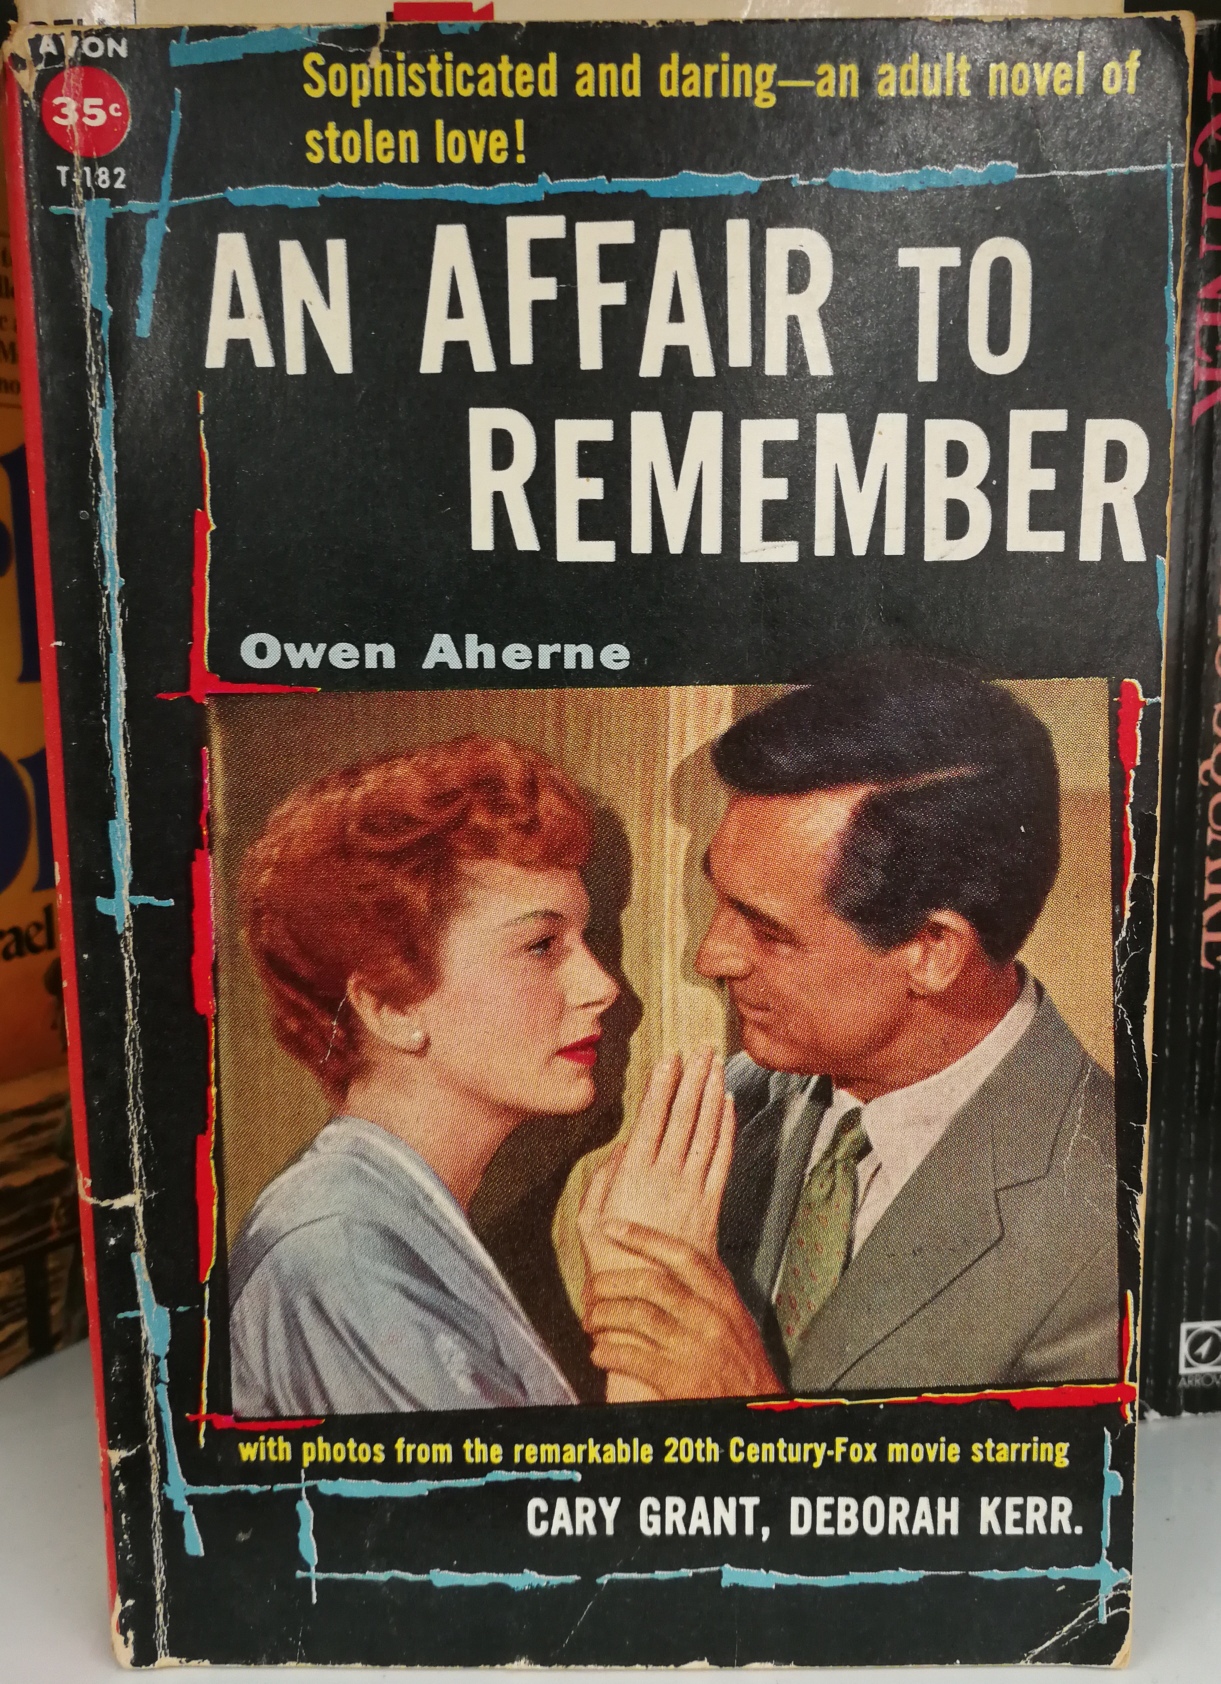 AVON
35c
T-182
Sophisticated and daring—an adult novel of
stolen love!
AN AFFAIR TO
REMEMBER
Owen Aherne
with photos from the remarkable 20th Century-Fox movie starring
CARY GRANT, DEBORAH KERR.